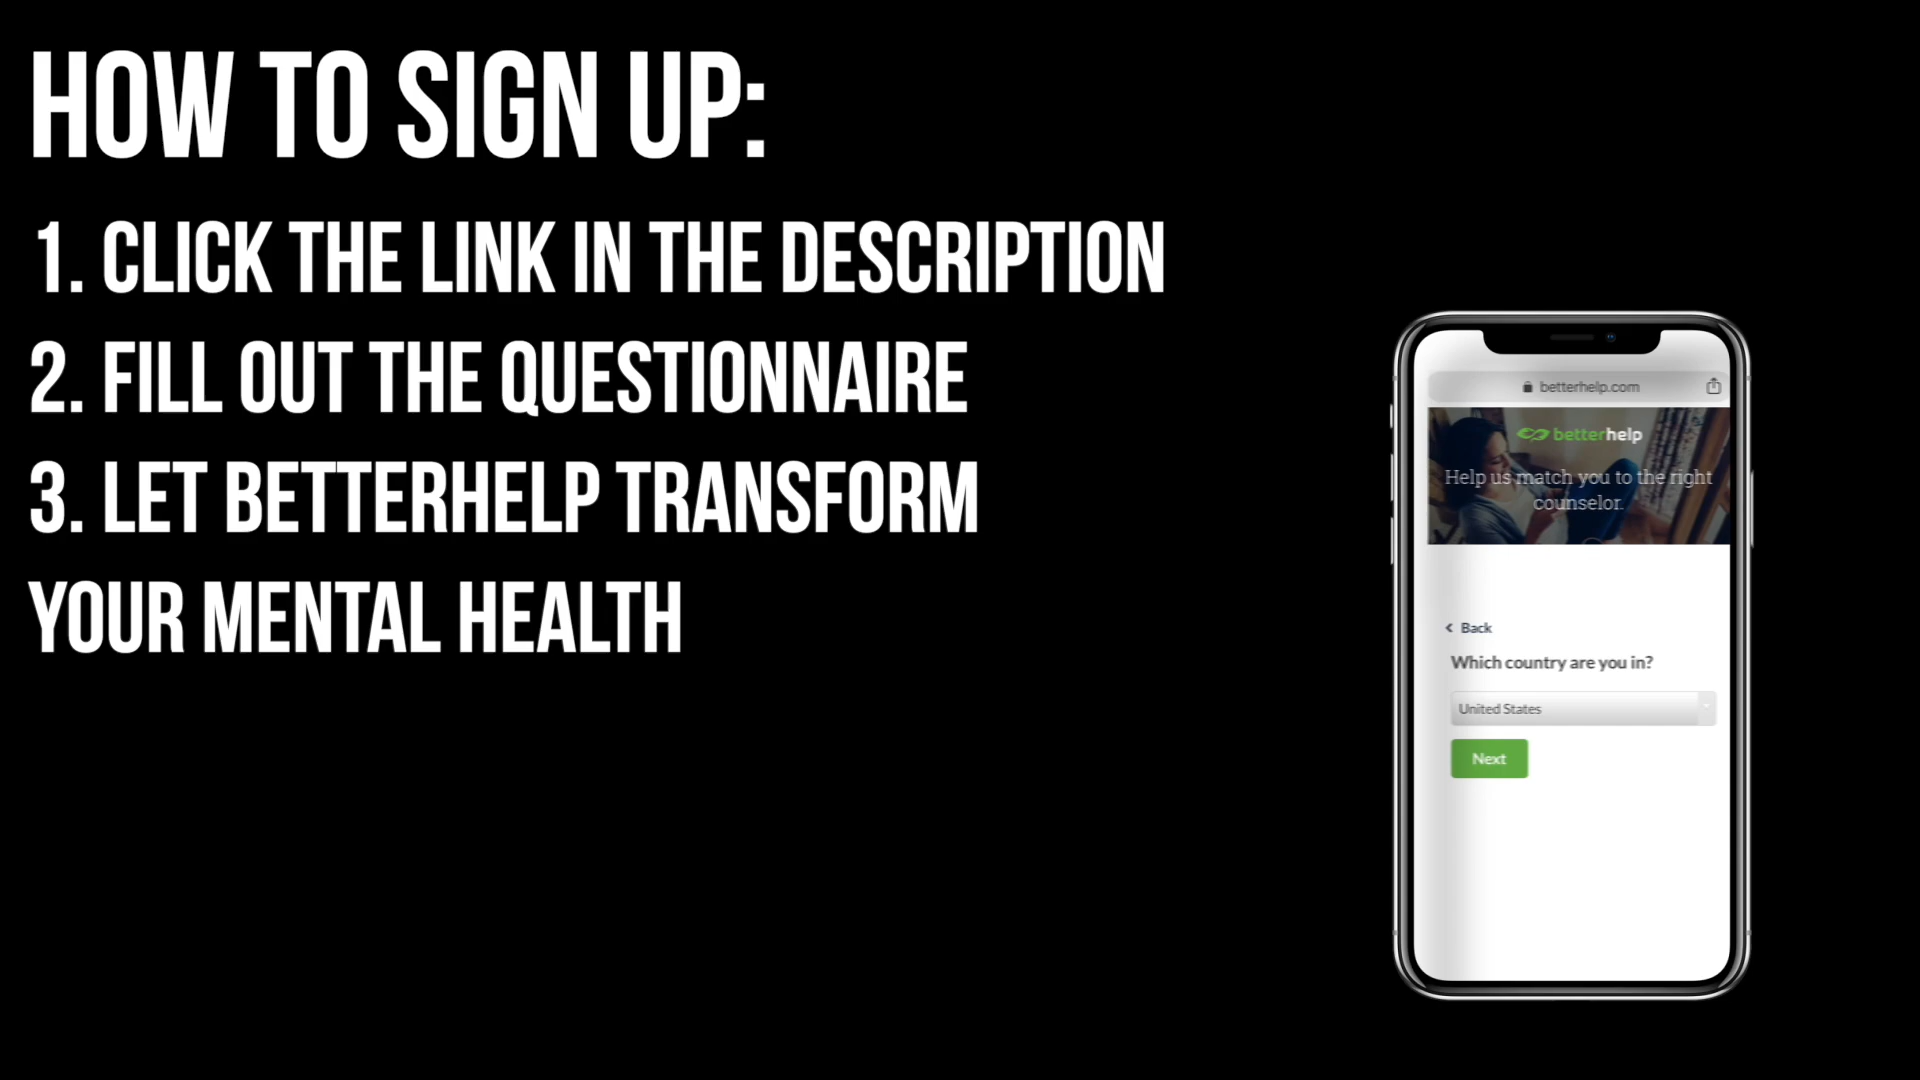 HOW TO SIGN UP:
1. CLICK THE LINK IN THE DESCRIPTION
2. FILL OUT THE QUESTIONNAIRE
3. LET BETTERHELP TRANSFORM
YOUR MENTAL HEALTH
betterhelp.com
betterhelp
Help us match you to the right
counselor.
Back
Which country are you in?
United States
Next